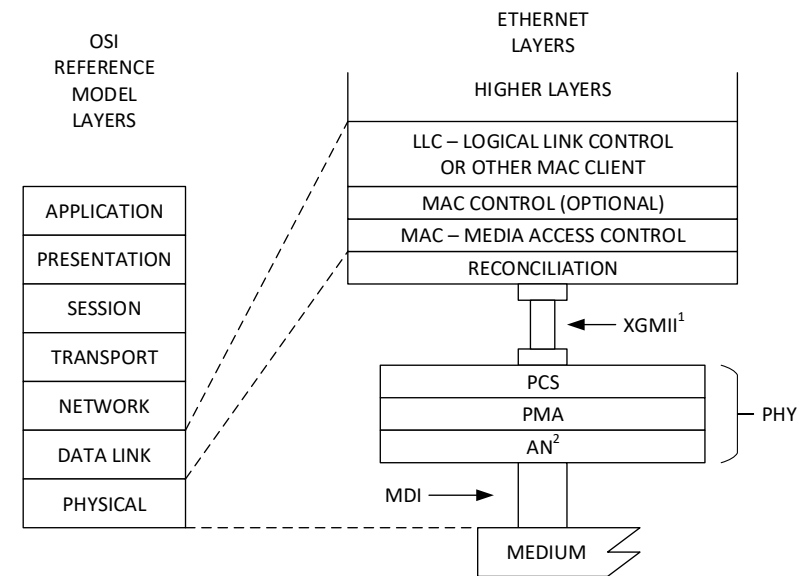 OSI
REFERENCE
MODEL
LAYERS
APPLICATION
PRESENTATION
SESSION
TRANSPORT
NETWORK
DATA LINK
PHYSICAL
ETHERNET
LAYERS
HIGHER LAYERS
LLC – LOGICAL LINK CONTROL
OR OTHER MAC CLIENT
MAC CONTROL (OPTIONAL)
MAC – MEDIA ACCESS CONTROL
RECONCILIATION
XGMII¹
PCS
PMA
AN²
PHY
MDI
MEDIUM